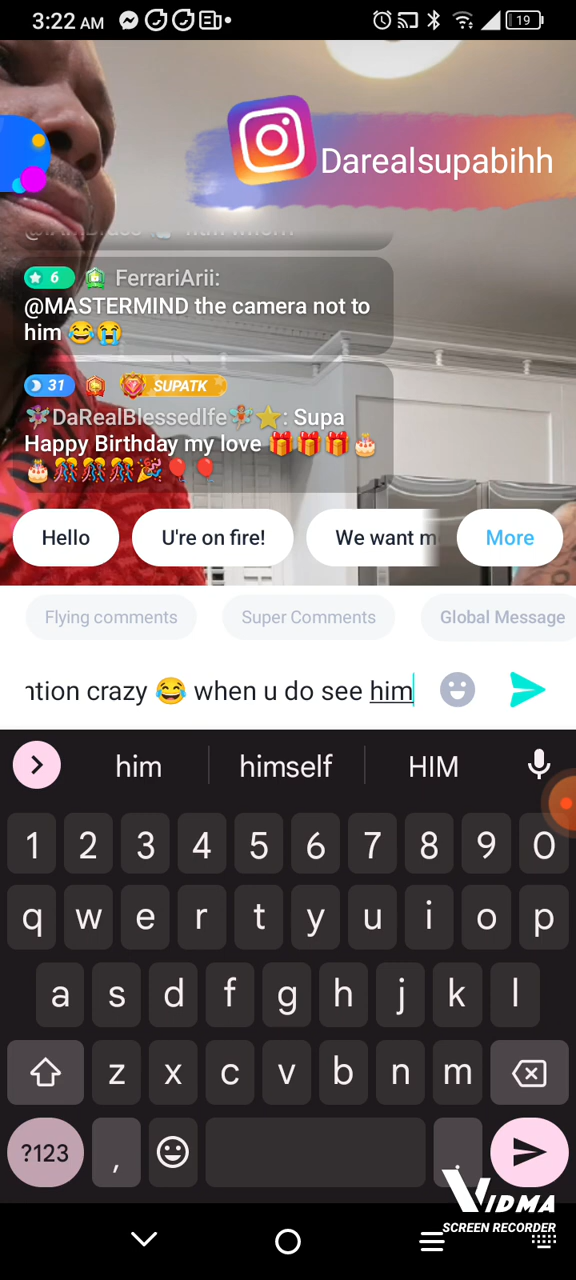 3:22 AM
19
Darealsupabihh
6 FerrariArii:
@MASTERMIND the camera not to
him 😂😭
31 SUPATK
🧚DaRealBlessedIfe🧚⭐: Supa
Happy Birthday my love 🎁🎁🎁🎂
🎂🎊🎊🎊🎉🎈🎈
Hello U're on fire! We want m More
Flying comments Super Comments Global Message
ntion crazy 😂 when u do see him
him himself HIM
1 2 3 4 5 6 7 8 9 0
q w e r t y u i o p
a s d f g h j k l
z x c v b n m
?123 , .
VIDMA
SCREEN RECORDER